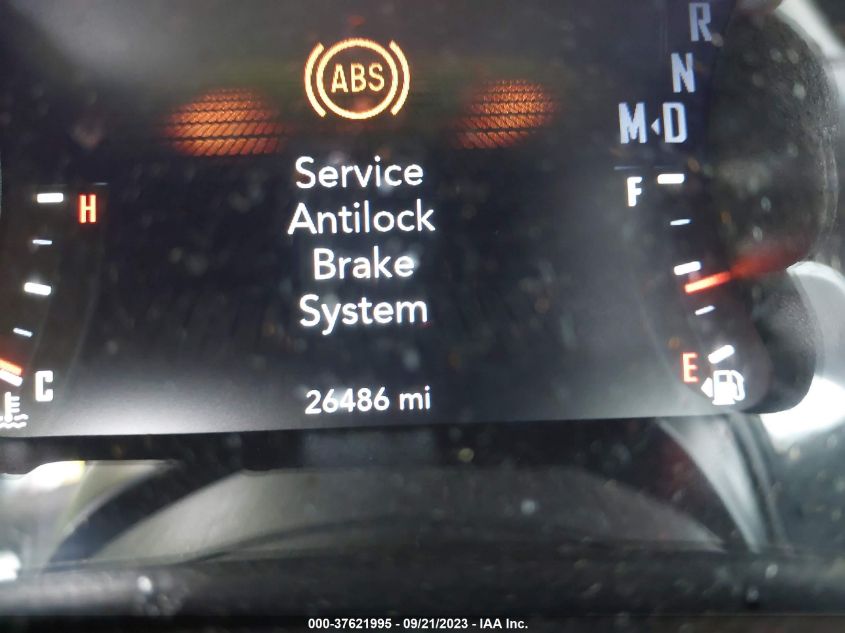 R
N
M D
ABS
Service
Antilock
Brake
System
F
H
E
C
26486 mi
000-37621995 - 09/21/2023 - IAA Inc.